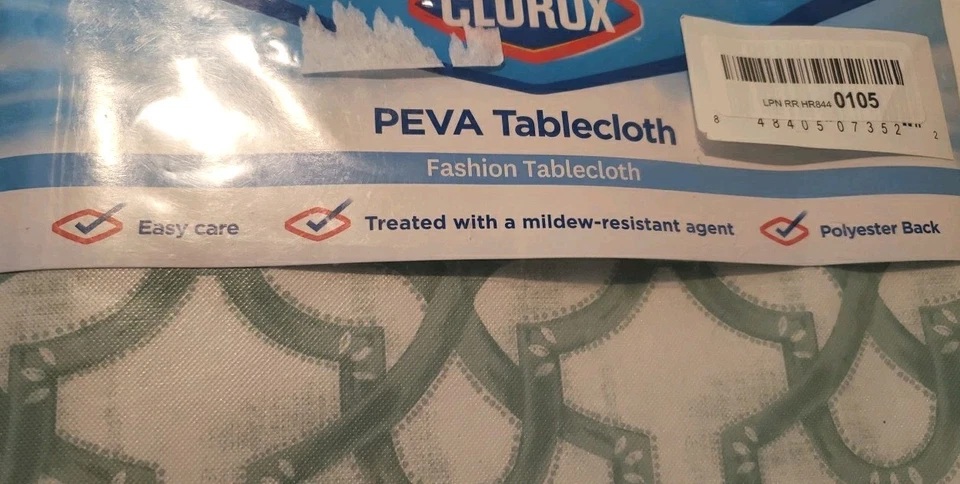 CLOROX
LPN RR HR844 0105
8 48405 07352 2
PEVA Tablecloth
Fashion Tablecloth
Easy care
Treated with a mildew-resistant agent
Polyester Back